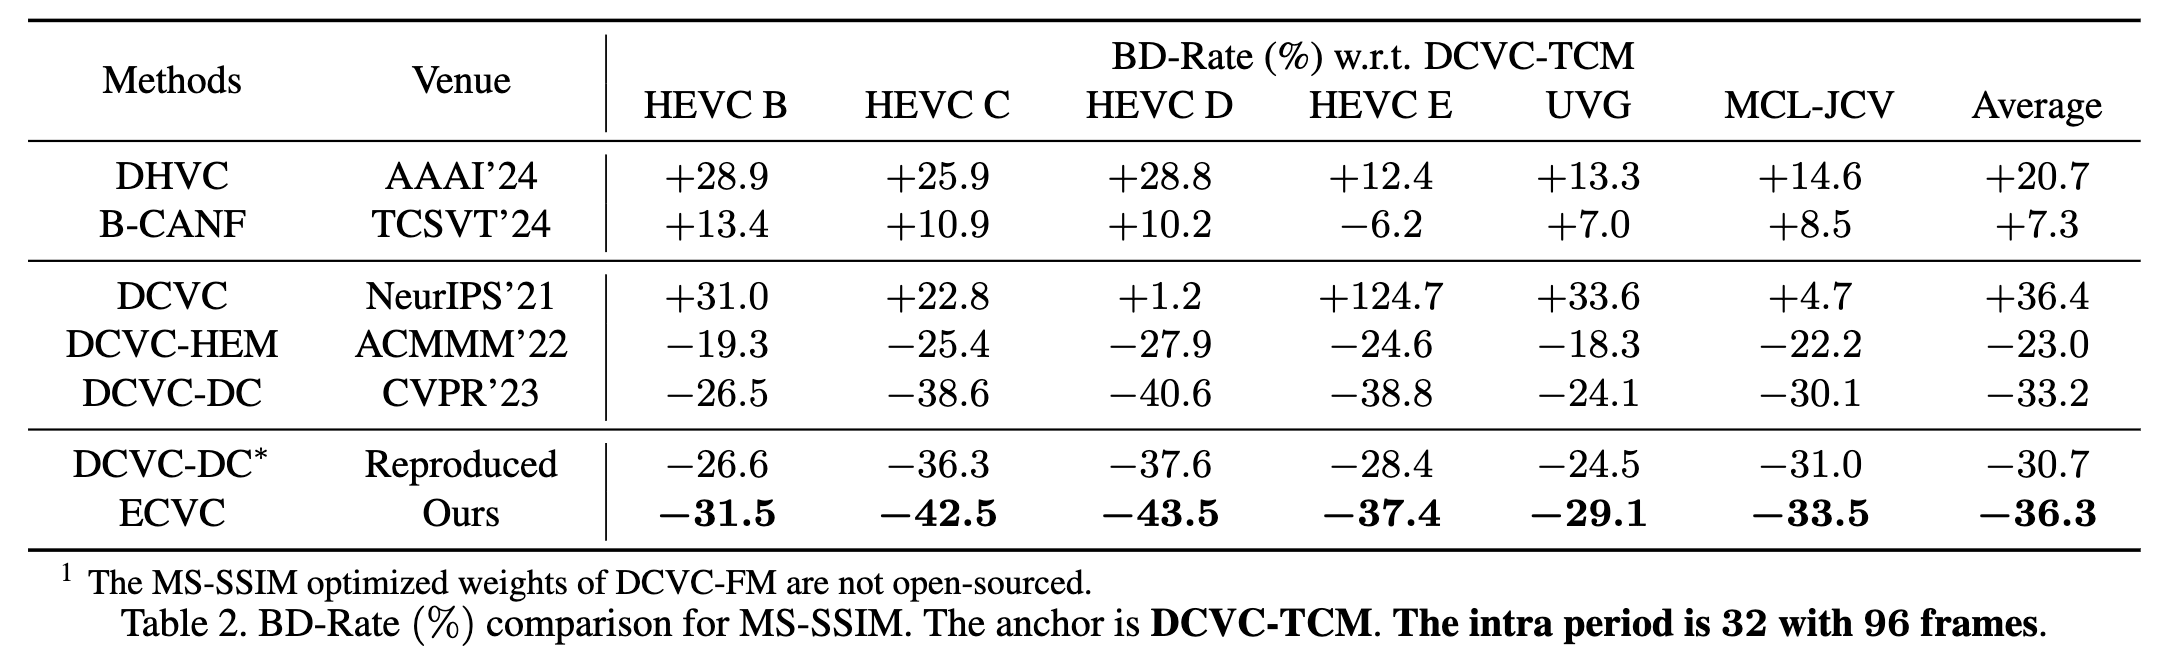 BD-Rate (%) w.r.t. DCVC-TCM
Methods Venue HEVC B HEVC C HEVC D HEVC E UVG MCL-JCV Average
DHVC AAAI’24 +28.9 +25.9 +28.8 +12.4 +13.3 +14.6 +20.7
B-CANF TCSVT’24 +13.4 +10.9 +10.2 −6.2 +7.0 +8.5 +7.3
DCVC NeurIPS’21 +31.0 +22.8 +1.2 +124.7 +33.6 +4.7 +36.4
DCVC-HEM ACMMM’22 −19.3 −25.4 −27.9 −24.6 −18.3 −22.2 −23.0
DCVC-DC CVPR’23 −26.5 −38.6 −40.6 −38.8 −24.1 −30.1 −33.2
DCVC-DC* Reproduced −26.6 −36.3 −37.6 −28.4 −24.5 −31.0 −30.7
ECVC Ours −31.5 −42.5 −43.5 −37.4 −29.1 −33.5 −36.3
1 The MS-SSIM optimized weights of DCVC-FM are not open-sourced.
Table 2. BD-Rate (%) comparison for MS-SSIM. The anchor is DCVC-TCM. The intra period is 32 with 96 frames.